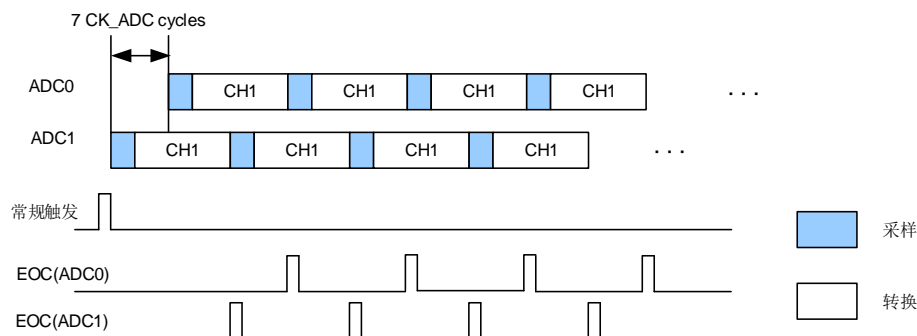 7 CK_ADC cycles
ADC0 CH1 CH1 CH1 CH1 . . .
ADC1 CH1 CH1 CH1 CH1 . . .
常规触发
采样
EOC(ADC0)
转换
EOC(ADC1)